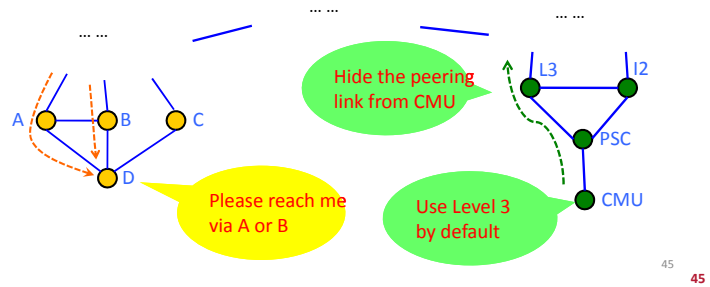 ... ...
... ...
... ...
Hide the peering
link from CMU
L3
I2
A
B
C
PSC
D
Please reach me
via A or B
Use Level 3
by default
CMU
45
45